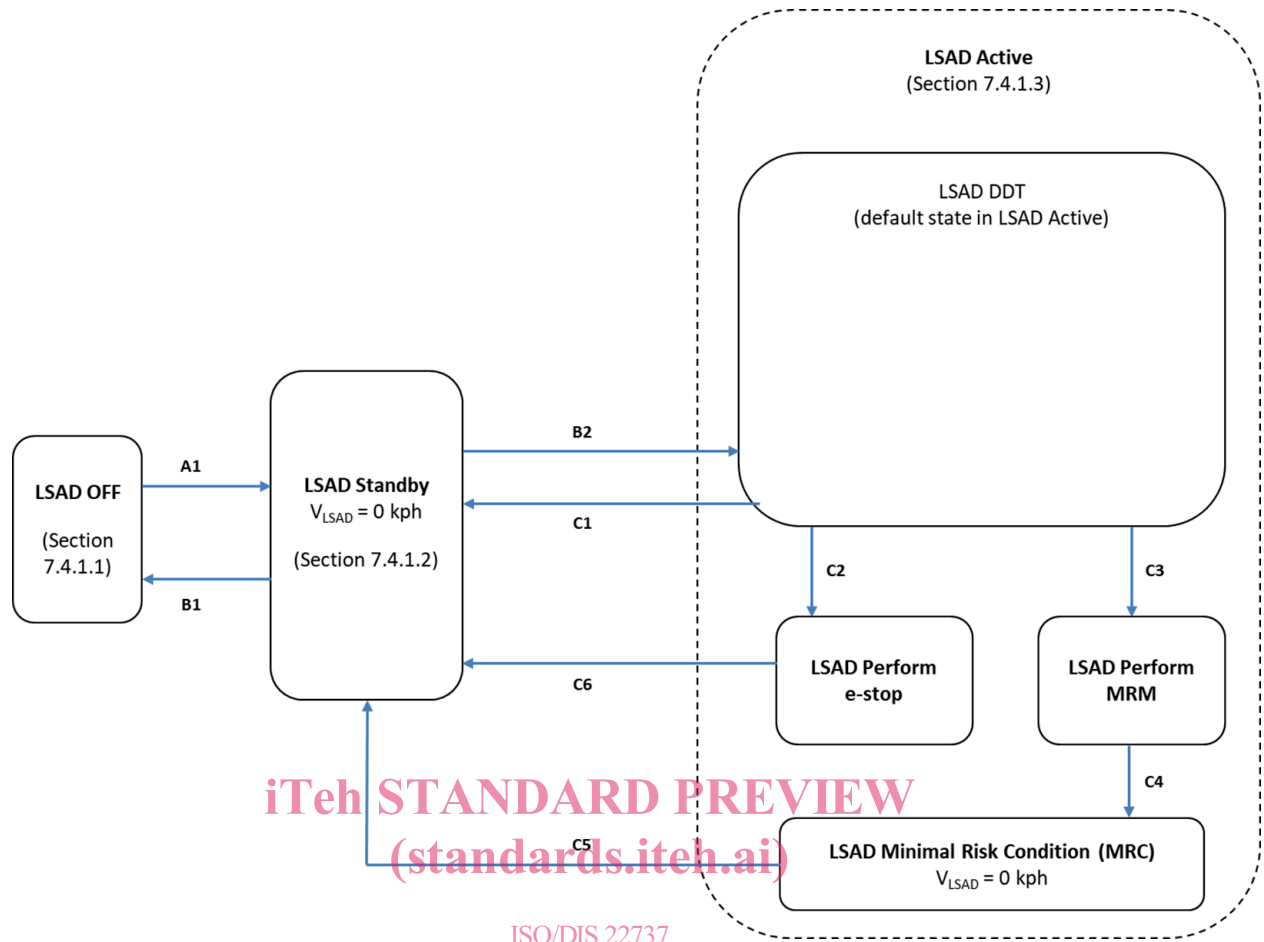 LSAD Active
(Section 7.4.1.3)
LSAD DDT
(default state in LSAD Active)
B2
A1
LSAD OFF
(Section
7.4.1.1)
LSAD Standby
V_LSAD = 0 kph
(Section 7.4.1.2)
C1
B1
C2
C3
C6
LSAD Perform
e-stop
LSAD Perform
MRM
C4
iTeh STANDARD PREVIEW
(standards.iteh.ai)
C5
LSAD Minimal Risk Condition (MRC)
V_LSAD = 0 kph
ISO/DIS 22737